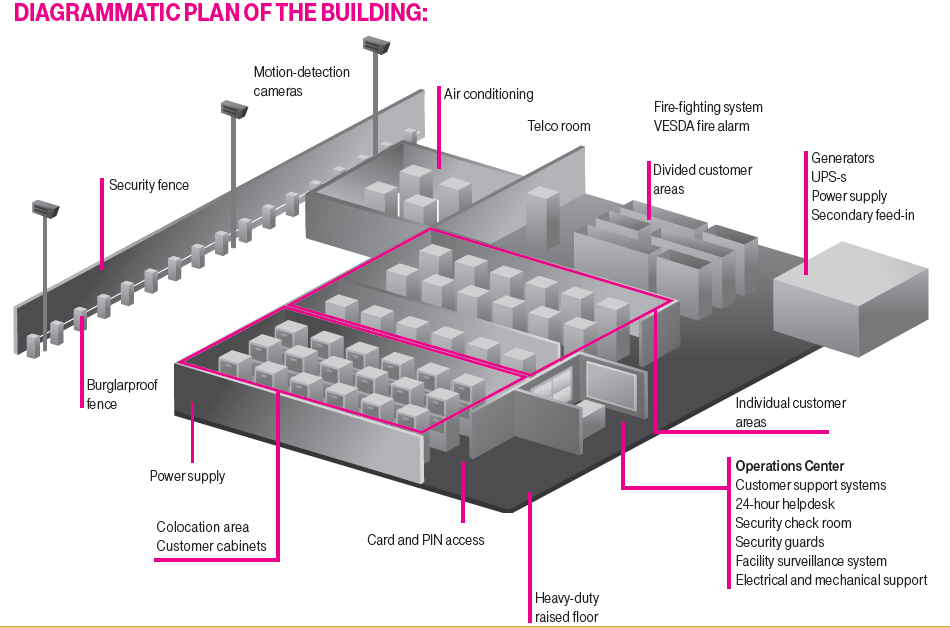 DIAGRAMMATIC PLAN OF THE BUILDING:
Motion-detection
cameras
Air conditioning
Telco room
Fire-fighting system
VESDA fire alarm
Divided customer
areas
Generators
UPS-s
Power supply
Secondary feed-in
Security fence
Burglarproof
fence
Power supply
Colocation area
Customer cabinets
Card and PIN access
Heavy-duty
raised floor
Individual customer
areas
Operations Center
Customer support systems
24-hour helpdesk
Security check room
Security guards
Facility surveillance system
Electrical and mechanical support